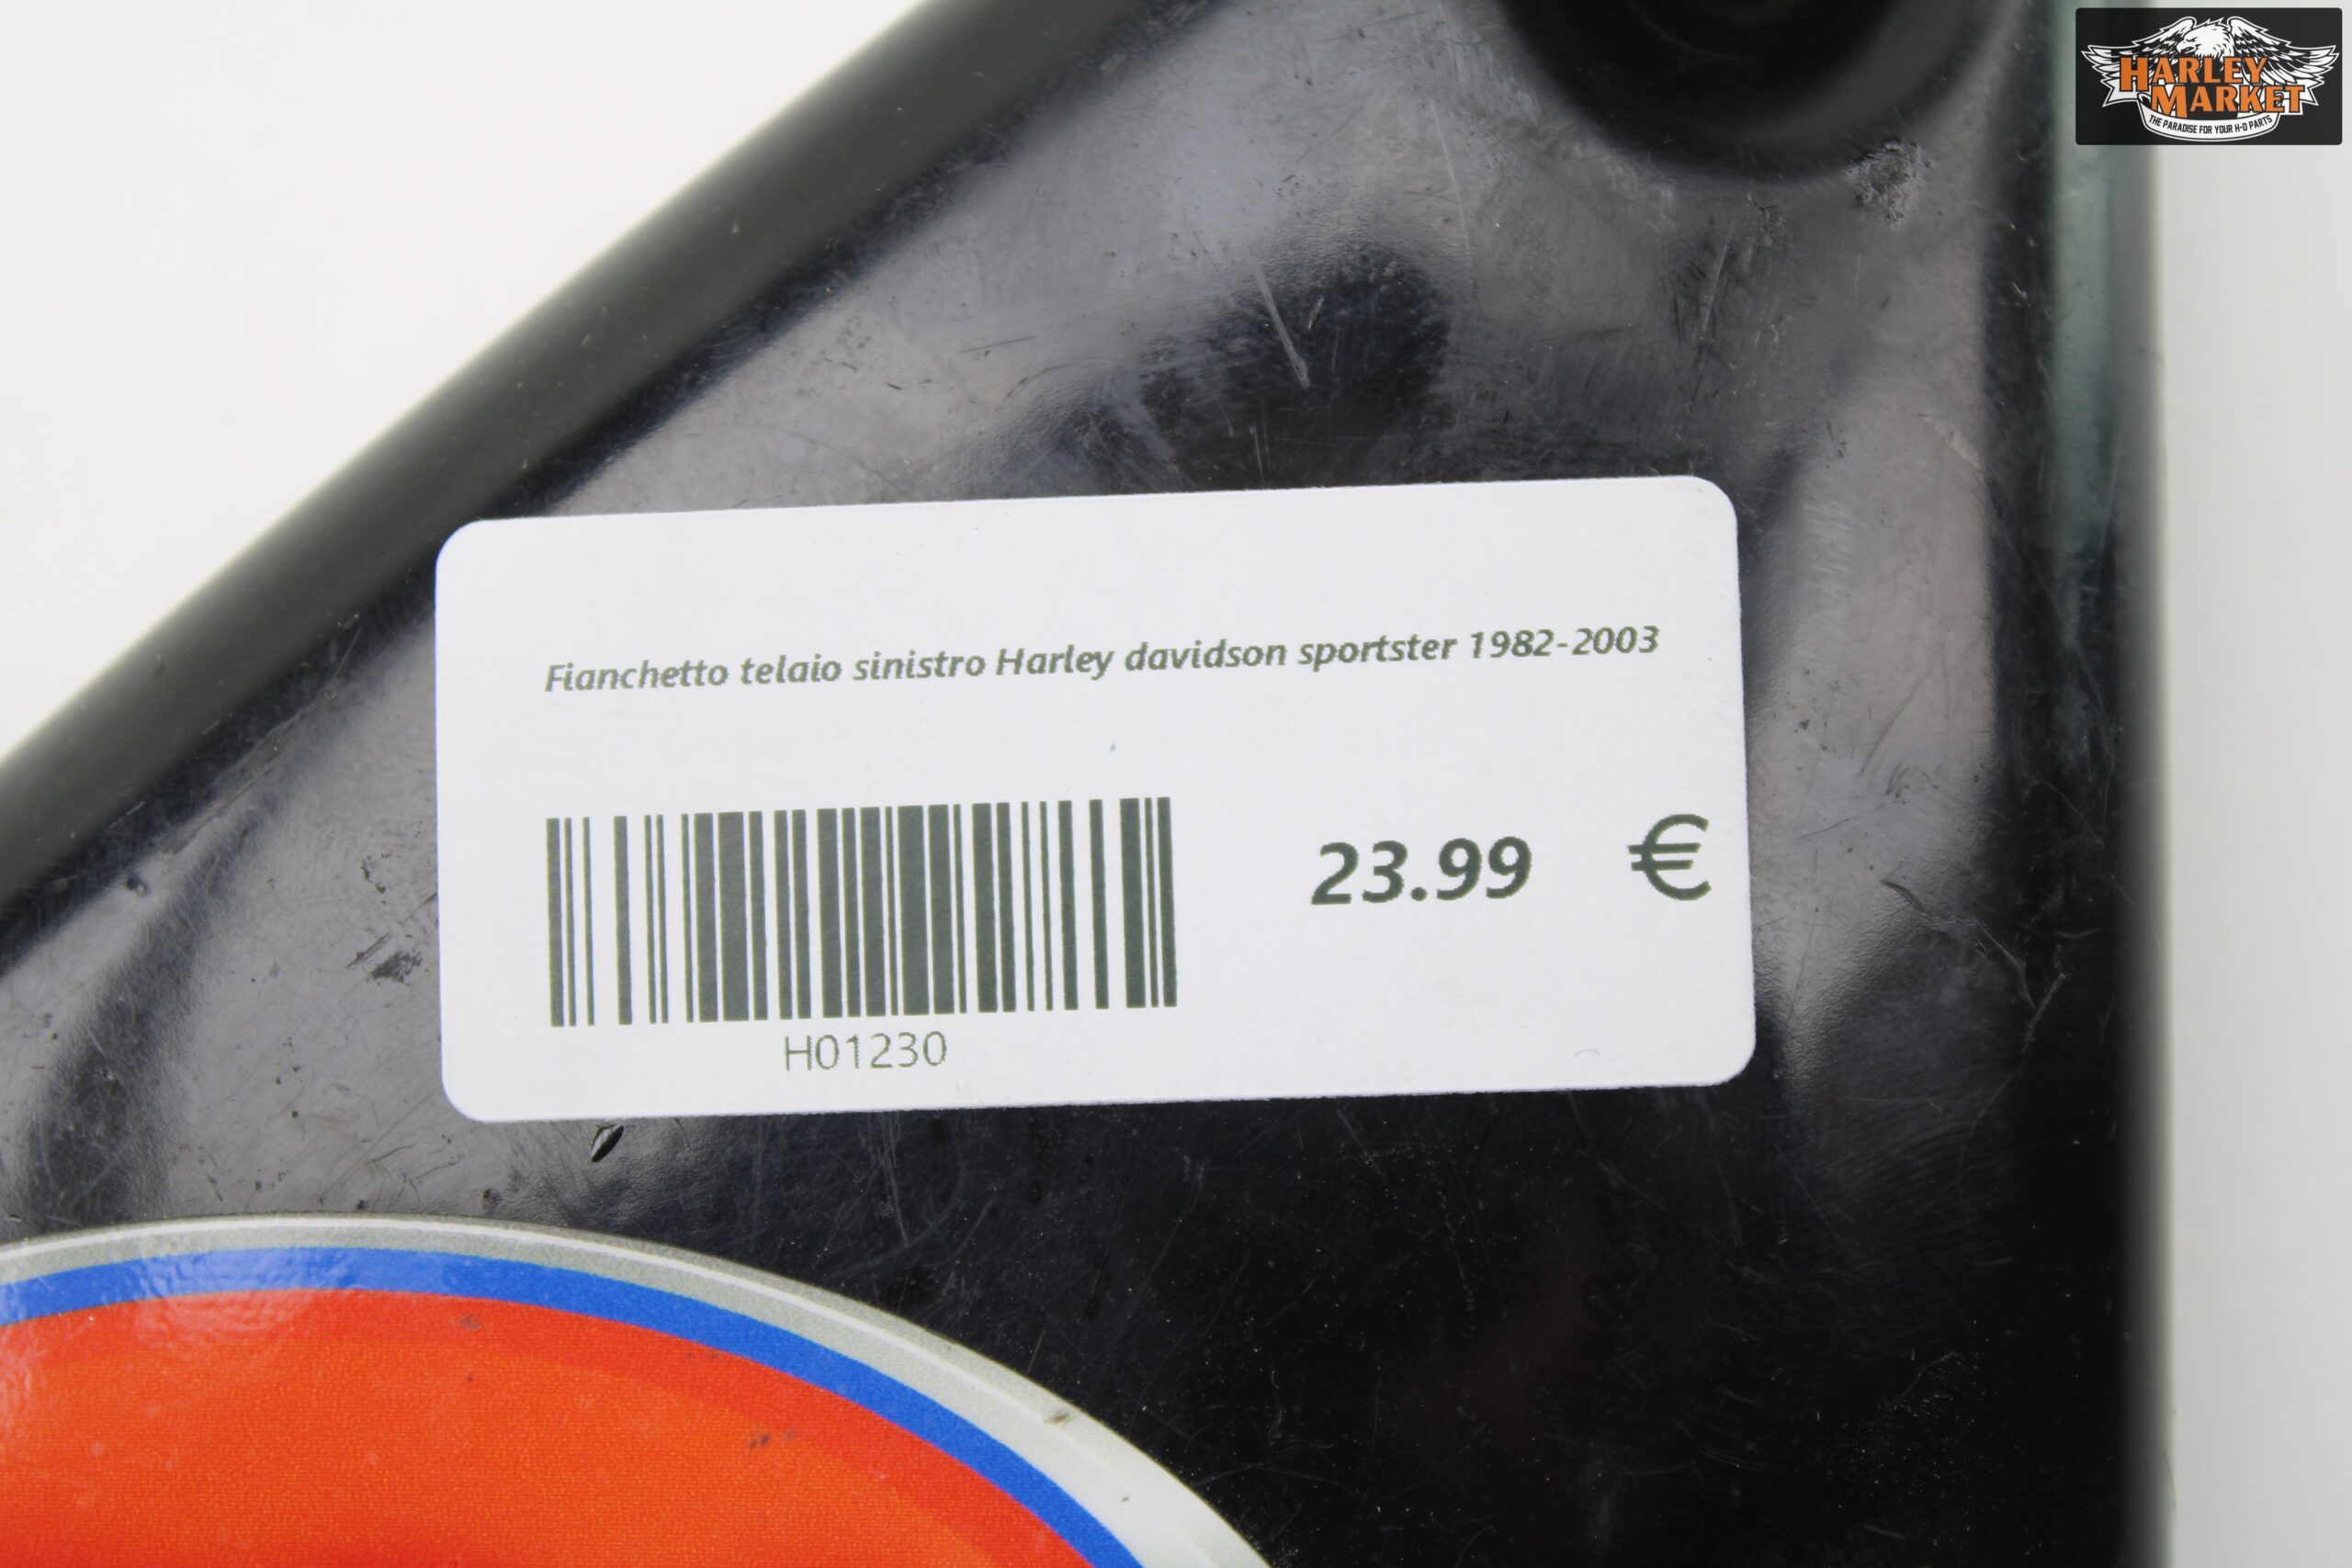 HARLEY
MARKET
THE PARADISE FOR YOUR H-D PARTS
Fianchetto telaio sinistro Harley davidson sportster 1982-2003
23.99 €
H01230